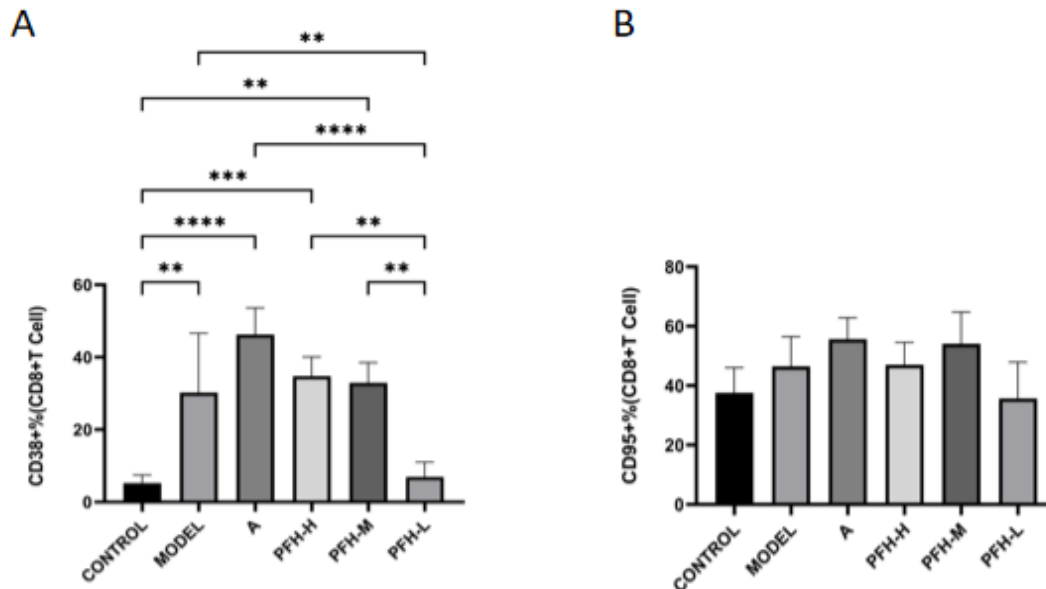 A
B
**
**
****
***
****
**
**
**
CD38+%(CD8+T Cell)
60
40
20
0
CONTROL
MODEL
A
PFH-H
PFH-M
PFH-L
CD95+%(CD8+T Cell)
80
60
40
20
0
CONTROL
MODEL
A
PFH-H
PFH-M
PFH-L